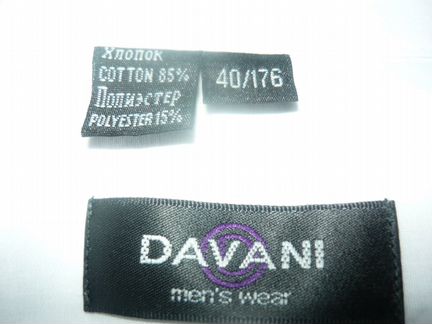 Хлопок
COTTON 85%
Полиэстер
POLYESTER 15%
40/176
DAVANI
men's wear